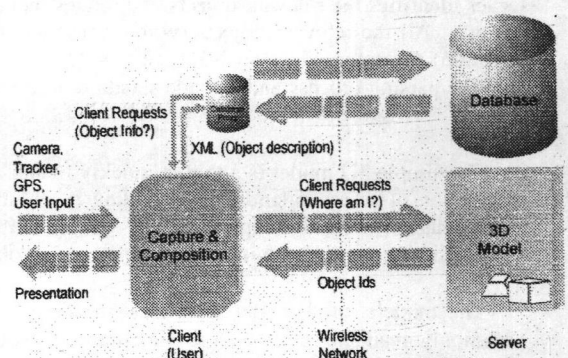 Database
Client Requests
(Object Info?)
XML (Object description)
Camera,
Tracker,
GPS,
User Input
Capture &
Composition
Client Requests
(Where am I?)
3D
Model
Presentation
Object Ids
Client
(User)
Wireless
Network
Server